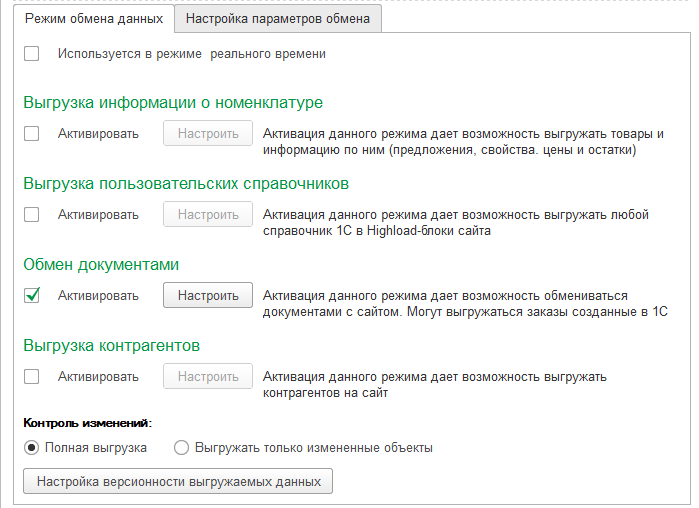 Режим обмена данных
Настройка параметров обмена
Используется в режиме реального времени
Выгрузка информации о номенклатуре
Активировать
Настроить
Активация данного режима дает возможность выгружать товары и
информацию по ним (предложения, свойства. цены и остатки)
Выгрузка пользовательских справочников
Активировать
Настроить
Активация данного режима дает возможность выгружать любой
справочник 1С в Highload-блоки сайта
Обмен документами
Активировать
Настроить
Активация данного режима дает возможность обмениваться
документами с сайтом. Могут выгружаться заказы созданные в 1С
Выгрузка контрагентов
Активировать
Настроить
Активация данного режима дает возможность выгружать
контрагентов на сайт
Контроль изменений:
Полная выгрузка
Выгружать только измененные объекты
Настройка версионности выгружаемых данных